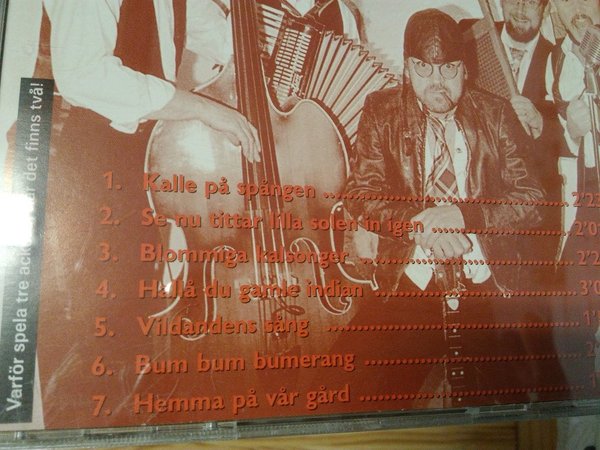 Varför spela tre det finns två!
1. Kalle på spången
2. Se nu tittar lilla solen in igen
3. Blommiga kalsonger
4. Hallå du gamle indian
5. Vildandens sång
6. Bum bum bumerang
7. Hemma på vår gård